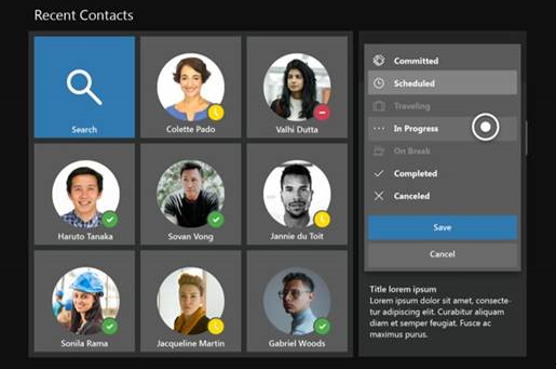 Recent Contacts
Search
Colette Pado
Valhi Dutta
Haruto Tanaka
Sovan Vong
Jannie du Toit
Sonila Rama
Jacqueline Martin
Gabriel Woods
Committed
Scheduled
Traveling
In Progress
On Break
Completed
Canceled
Save
Cancel
Title lorem ipsum
Lorem ipsum dolor sit amet, consecte-
tur adipiscing elit. Curabitur aliquam
diam et semper feugiat. Fusce ac
maximus purus.